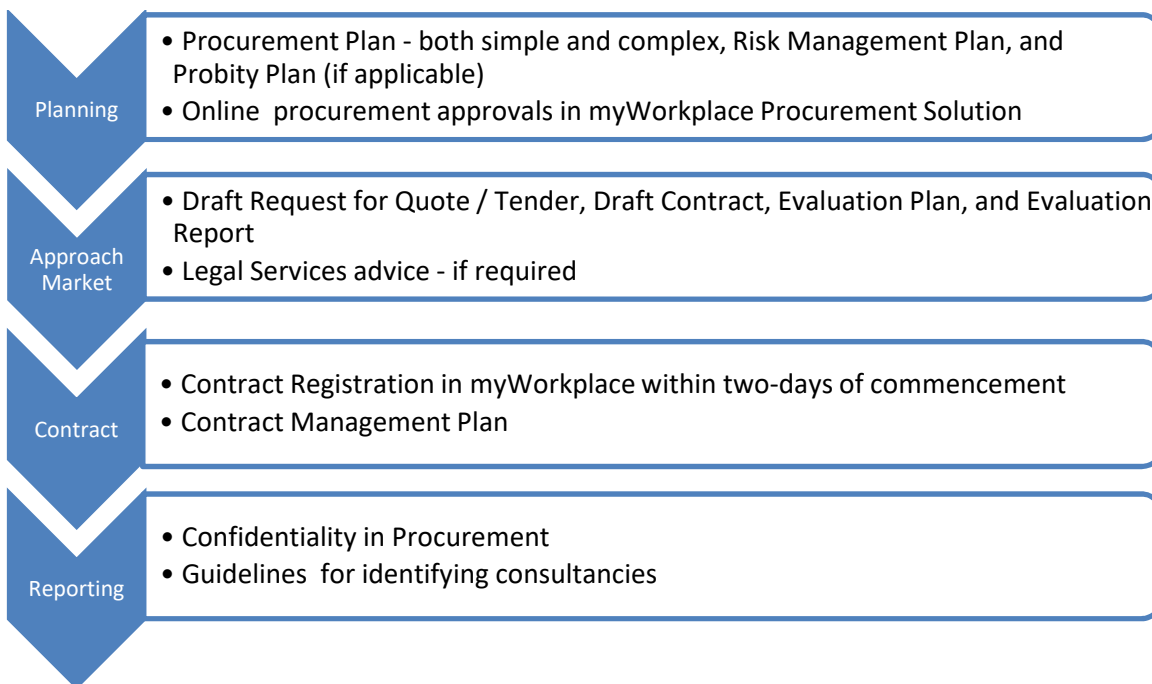 Planning
• Procurement Plan - both simple and complex, Risk Management Plan, and
Probity Plan (if applicable)
• Online procurement approvals in myWorkplace Procurement Solution
Approach
Market
• Draft Request for Quote / Tender, Draft Contract, Evaluation Plan, and Evaluation
Report
• Legal Services advice - if required
Contract
• Contract Registration in myWorkplace within two-days of commencement
• Contract Management Plan
Reporting
• Confidentiality in Procurement
• Guidelines for identifying consultancies